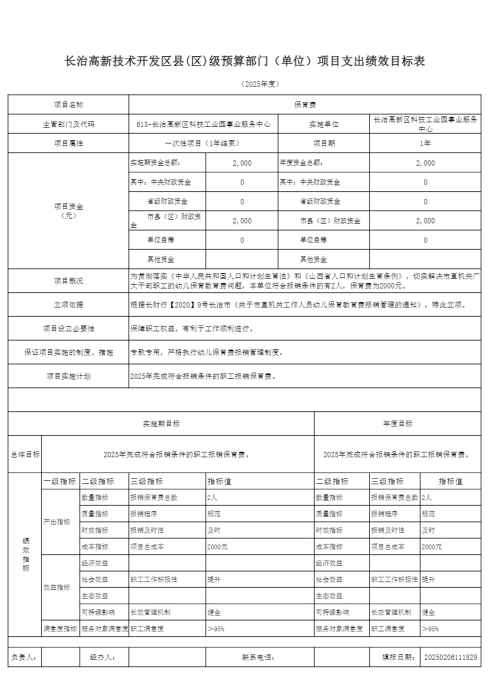 长治高新技术开发区县(区)级预算部门（单位）项目支出绩效目标表
（2025年度）
项目名称 保育费
主管部门及代码 613-长治高新区科技工业园事业服务中心 实施单位 长治高新区科技工业园事业服务中心
项目属性 一次性项目（1年结束） 项目期 1年
项目资金（元） 实施期资金总额： 2,000 年度资金总额： 2,000
其中：中央财政资金 0 其中：中央财政资金 0
省级财政资金 0 省级财政资金 0
市县（区）财政资金 2,000 市县（区）财政资金 2,000
单位自筹 0 单位自筹 0
其他资金 其他资金
项目概况 为贯彻落实《中华人民共和国人口和计划生育法》和《山西省人口和计划生育条例》，切实解决市直机关广
大干部职工的幼儿保育教育费问题，本单位符合报销条件的有2人，保育费为2000元。
立项依据 根据长财行【2020】9号长治市《关于市直机关工作人员幼儿保育教育费报销管理的通知》，特此立项。
项目设立必要性 保障职工权益，有利于工作顺利进行。
保证项目实施的制度、措施 专款专用，严格执行幼儿保育费报销管理制度。
项目实施计划 2025年完成符合报销条件的职工报销保育费。
实施期目标 年度目标
总体目标 2025年完成符合报销条件的职工报销保育费。 2025年完成符合报销条件的职工报销保育费。
绩效指标 一级指标 二级指标 三级指标 指标值 二级指标 三级指标 指标值
产出指标 数量指标 报销保育费总数 2人 数量指标 报销保育费总数 2人
质量指标 报销程序 规范 质量指标 报销程序 规范
时效指标 报销及时性 及时 时效指标 报销及时性 及时
成本指标 项目总成本 2000元 成本指标 项目总成本 2000元
效益指标 经济效益 经济效益
社会效益 职工工作积极性 提升 社会效益 职工工作积极性 提升
生态效益 生态效益
可持续影响 长效管理机制 健全 可持续影响 长效管理机制 健全
满意度指标 服务对象满意度 职工满意度 >95% 服务对象满意度 职工满意度 >95%
负责人： 经办人： 联系电话： 填报日期： 20250206111829